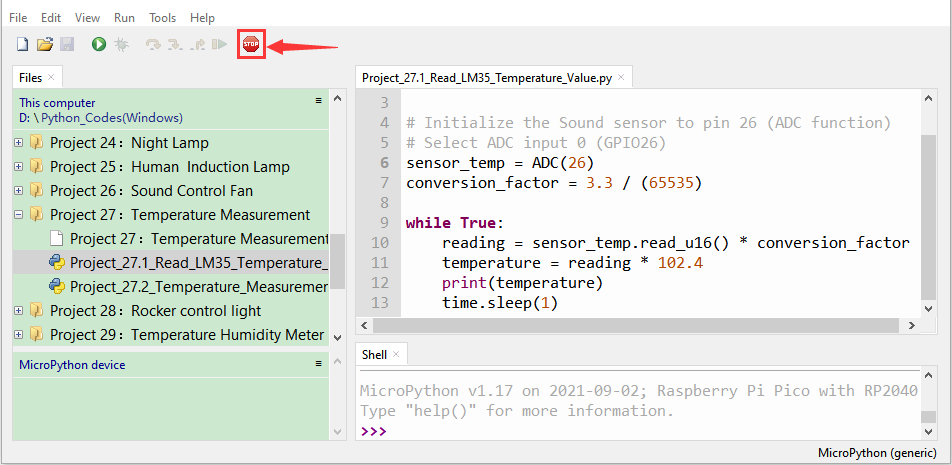 File Edit View Run Tools Help
STOP
Files ×
This computer
D: \Python_Codes(Windows)
Project 24：Night Lamp
Project 25：Human Induction Lamp
Project 26：Sound Control Fan
Project 27：Temperature Measurement
Project 27：Temperature Measurement
Project_27.1_Read_LM35_Temperature_
Project_27.2_Temperature_Measuremer
Project 28：Rocker control light
Project 29：Temperature Humidity Meter
MicroPython device
Project_27.1_Read_LM35_Temperature_Value.py ×
3
4 # Initialize the Sound sensor to pin 26 (ADC function)
5 # Select ADC input 0 (GPIO26)
6 sensor_temp = ADC(26)
7 conversion_factor = 3.3 / (65535)
8
9 while True:
10     reading = sensor_temp.read_u16() * conversion_factor
11     temperature = reading * 102.4
12     print(temperature)
13     time.sleep(1)
Shell ×
MicroPython v1.17 on 2021-09-02; Raspberry Pi Pico with RP2040
Type "help()" for more information.
>>>
MicroPython (generic)